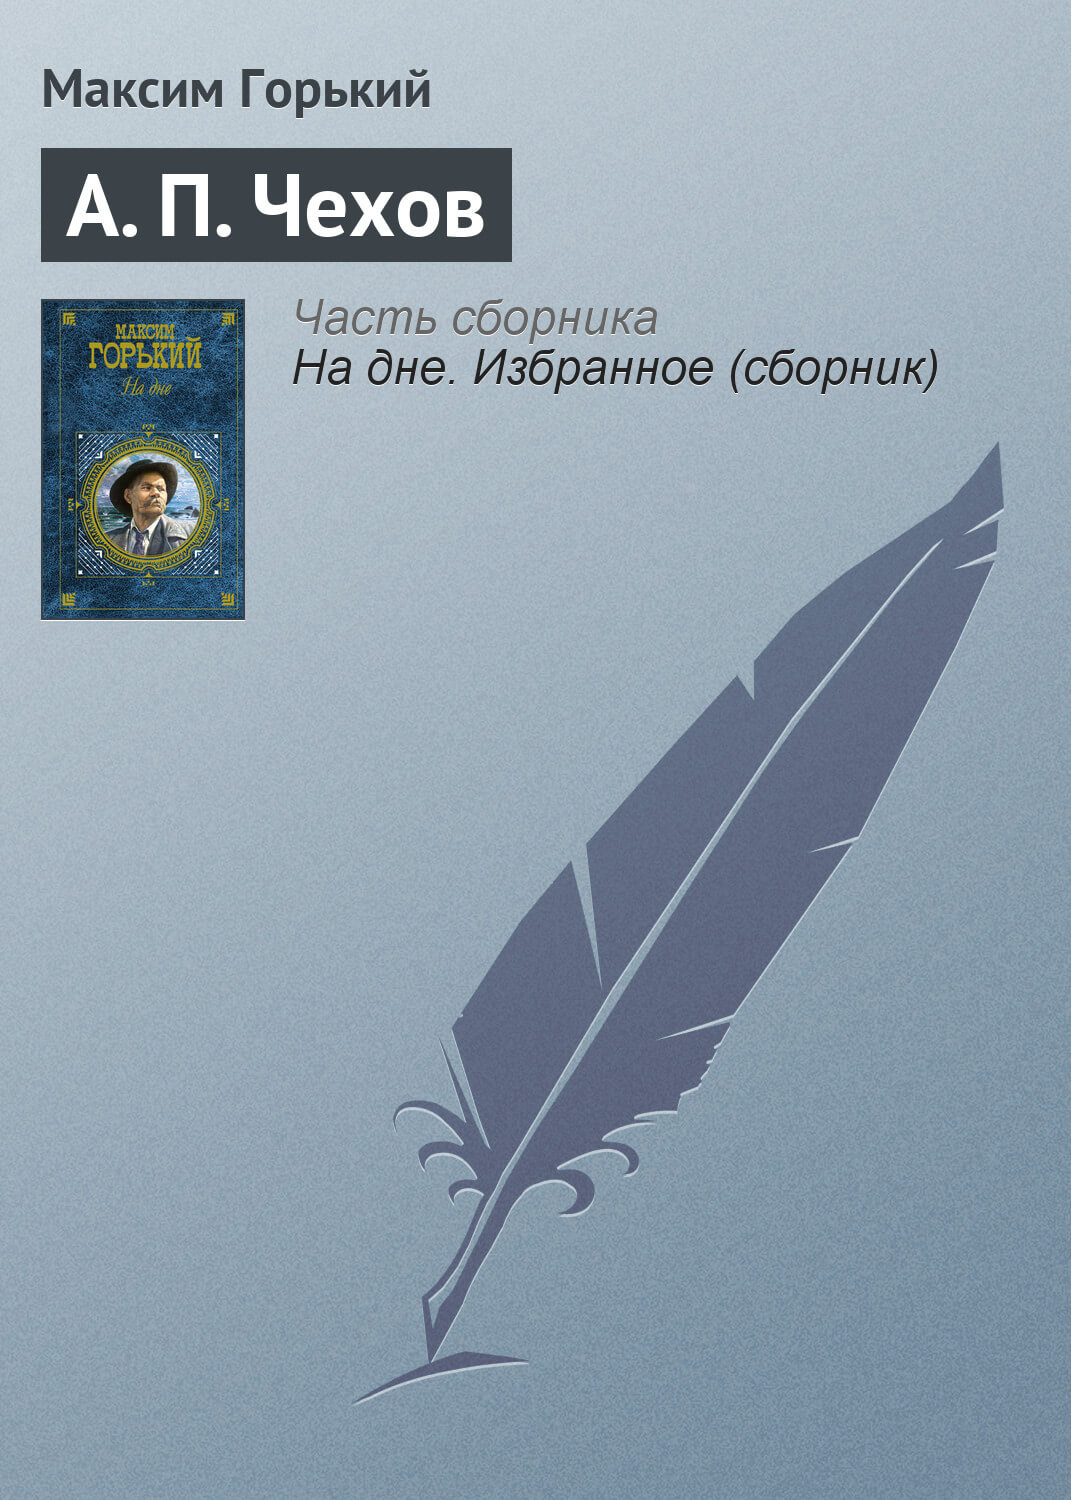 Максим Горький
А. П. Чехов
Часть сборника
На дне. Избранное (сборник)
МАКСИМ
ГОРЬКИЙ
На дне